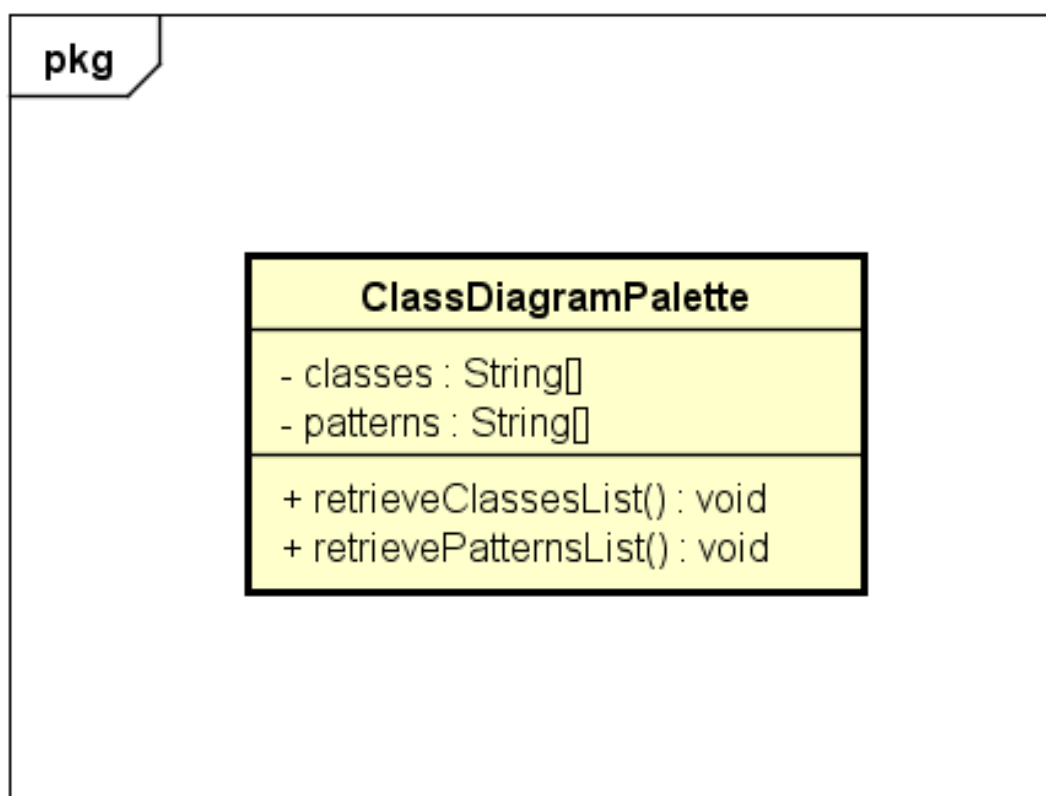 pkg
ClassDiagramPalette
- classes : String[]
- patterns : String[]
+ retrieveClassesList() : void
+ retrievePatternsList() : void